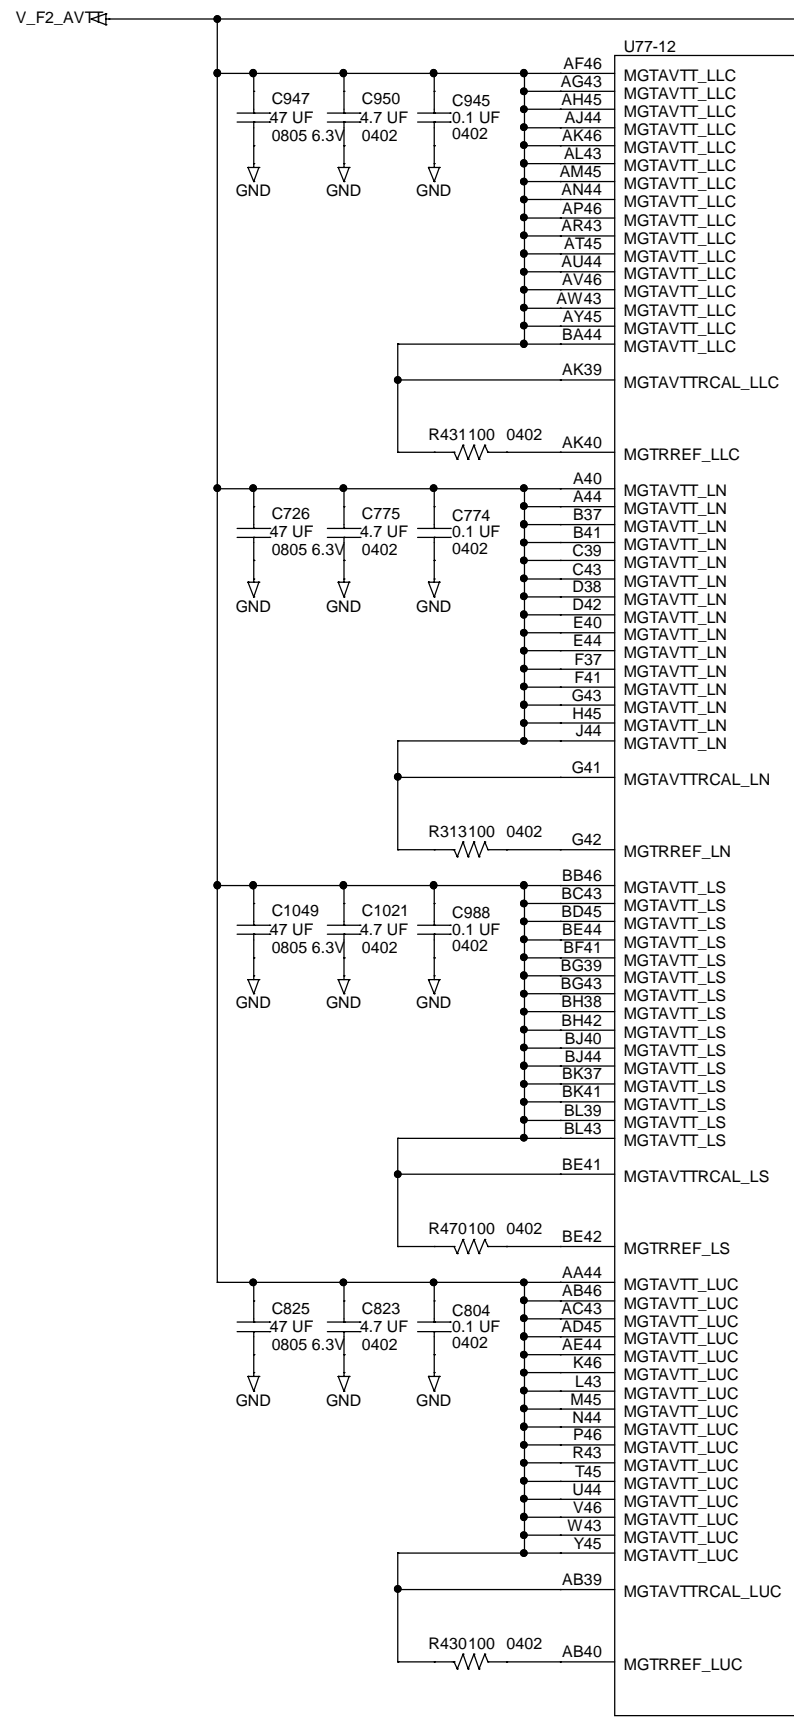 V_F2_AVTT
U77-12
AF46 MGTAVTT_LLC
AG43 MGTAVTT_LLC
AH45 MGTAVTT_LLC
AJ44 MGTAVTT_LLC
AK46 MGTAVTT_LLC
AL43 MGTAVTT_LLC
AM45 MGTAVTT_LLC
AN44 MGTAVTT_LLC
AP46 MGTAVTT_LLC
AR43 MGTAVTT_LLC
AT45 MGTAVTT_LLC
AU44 MGTAVTT_LLC
AV46 MGTAVTT_LLC
AW43 MGTAVTT_LLC
AY45 MGTAVTT_LLC
BA44 MGTAVTT_LLC
C947 C950 C945
47 UF 4.7 UF 0.1 UF
0805 6.3V 0402 0402
GND GND GND
AK39 MGTAVTTRCAL_LLC
R431 100 0402 AK40 MGTRREF_LLC
A40 MGTAVTT_LN
A44 MGTAVTT_LN
B37 MGTAVTT_LN
B41 MGTAVTT_LN
C39 MGTAVTT_LN
C43 MGTAVTT_LN
D38 MGTAVTT_LN
D42 MGTAVTT_LN
E40 MGTAVTT_LN
E44 MGTAVTT_LN
F37 MGTAVTT_LN
F41 MGTAVTT_LN
G43 MGTAVTT_LN
H45 MGTAVTT_LN
J44 MGTAVTT_LN
C726 C775 C774
47 UF 4.7 UF 0.1 UF
0805 6.3V 0402 0402
GND GND GND
G41 MGTAVTTRCAL_LN
R313 100 0402 G42 MGTRREF_LN
BB46 MGTAVTT_LS
BC43 MGTAVTT_LS
BD45 MGTAVTT_LS
BE44 MGTAVTT_LS
BF41 MGTAVTT_LS
BG39 MGTAVTT_LS
BG43 MGTAVTT_LS
BH38 MGTAVTT_LS
BH42 MGTAVTT_LS
BJ40 MGTAVTT_LS
BJ44 MGTAVTT_LS
BK37 MGTAVTT_LS
BK41 MGTAVTT_LS
BL39 MGTAVTT_LS
BL43 MGTAVTT_LS
C1049 C1021 C988
47 UF 4.7 UF 0.1 UF
0805 6.3V 0402 0402
GND GND GND
BE41 MGTAVTTRCAL_LS
R470 100 0402 BE42 MGTRREF_LS
AA44 MGTAVTT_LUC
AB46 MGTAVTT_LUC
AC43 MGTAVTT_LUC
AD45 MGTAVTT_LUC
AE44 MGTAVTT_LUC
K46 MGTAVTT_LUC
L43 MGTAVTT_LUC
M45 MGTAVTT_LUC
N44 MGTAVTT_LUC
P46 MGTAVTT_LUC
R43 MGTAVTT_LUC
T45 MGTAVTT_LUC
U44 MGTAVTT_LUC
V46 MGTAVTT_LUC
W43 MGTAVTT_LUC
Y45 MGTAVTT_LUC
C825 C823 C804
47 UF 4.7 UF 0.1 UF
0805 6.3V 0402 0402
GND GND GND
AB39 MGTAVTTRCAL_LUC
R430 100 0402 AB40 MGTRREF_LUC